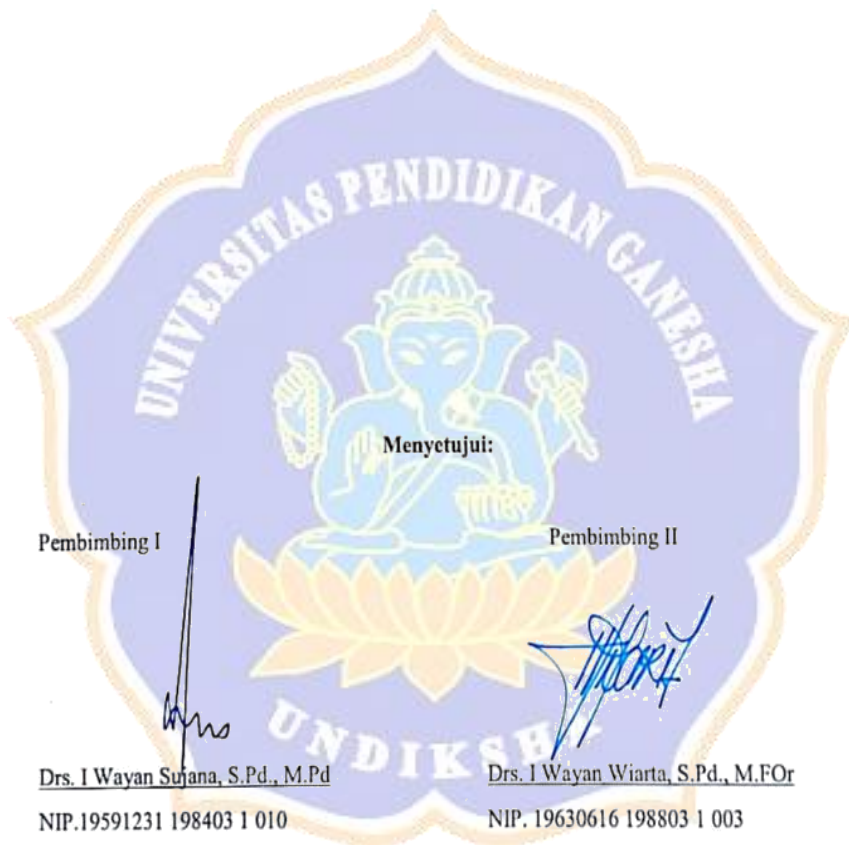 UNIVERSITAS PENDIDIKAN GANESHA
Menyetujui:
Pembimbing I
Pembimbing II
UNDIKSHA
Drs. I Wayan Sujana, S.Pd., M.Pd
Drs. I Wayan Wiarta, S.Pd., M.FOr
NIP.19591231 198403 1 010
NIP. 19630616 198803 1 003